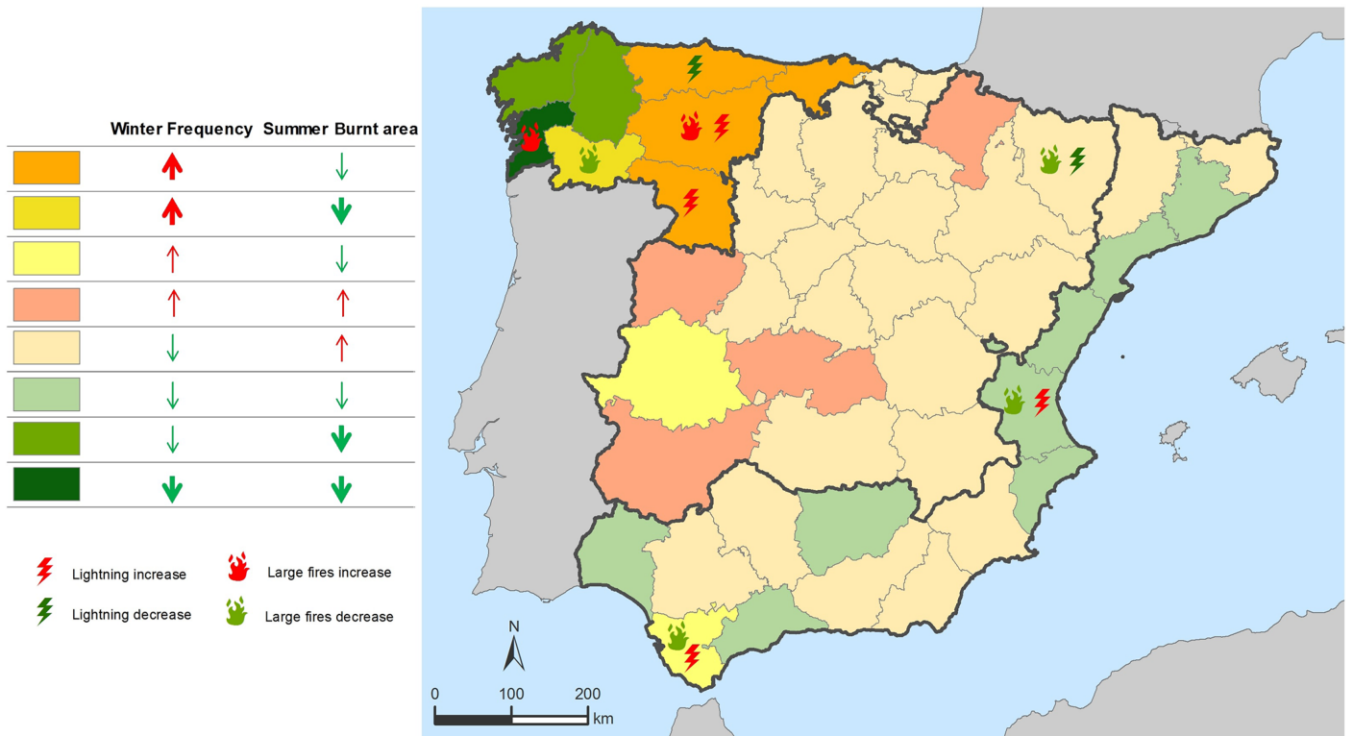 Winter Frequency Summer Burnt area
Lightning increase
Large fires increase
Lightning decrease
Large fires decrease
N
0 100 200
km